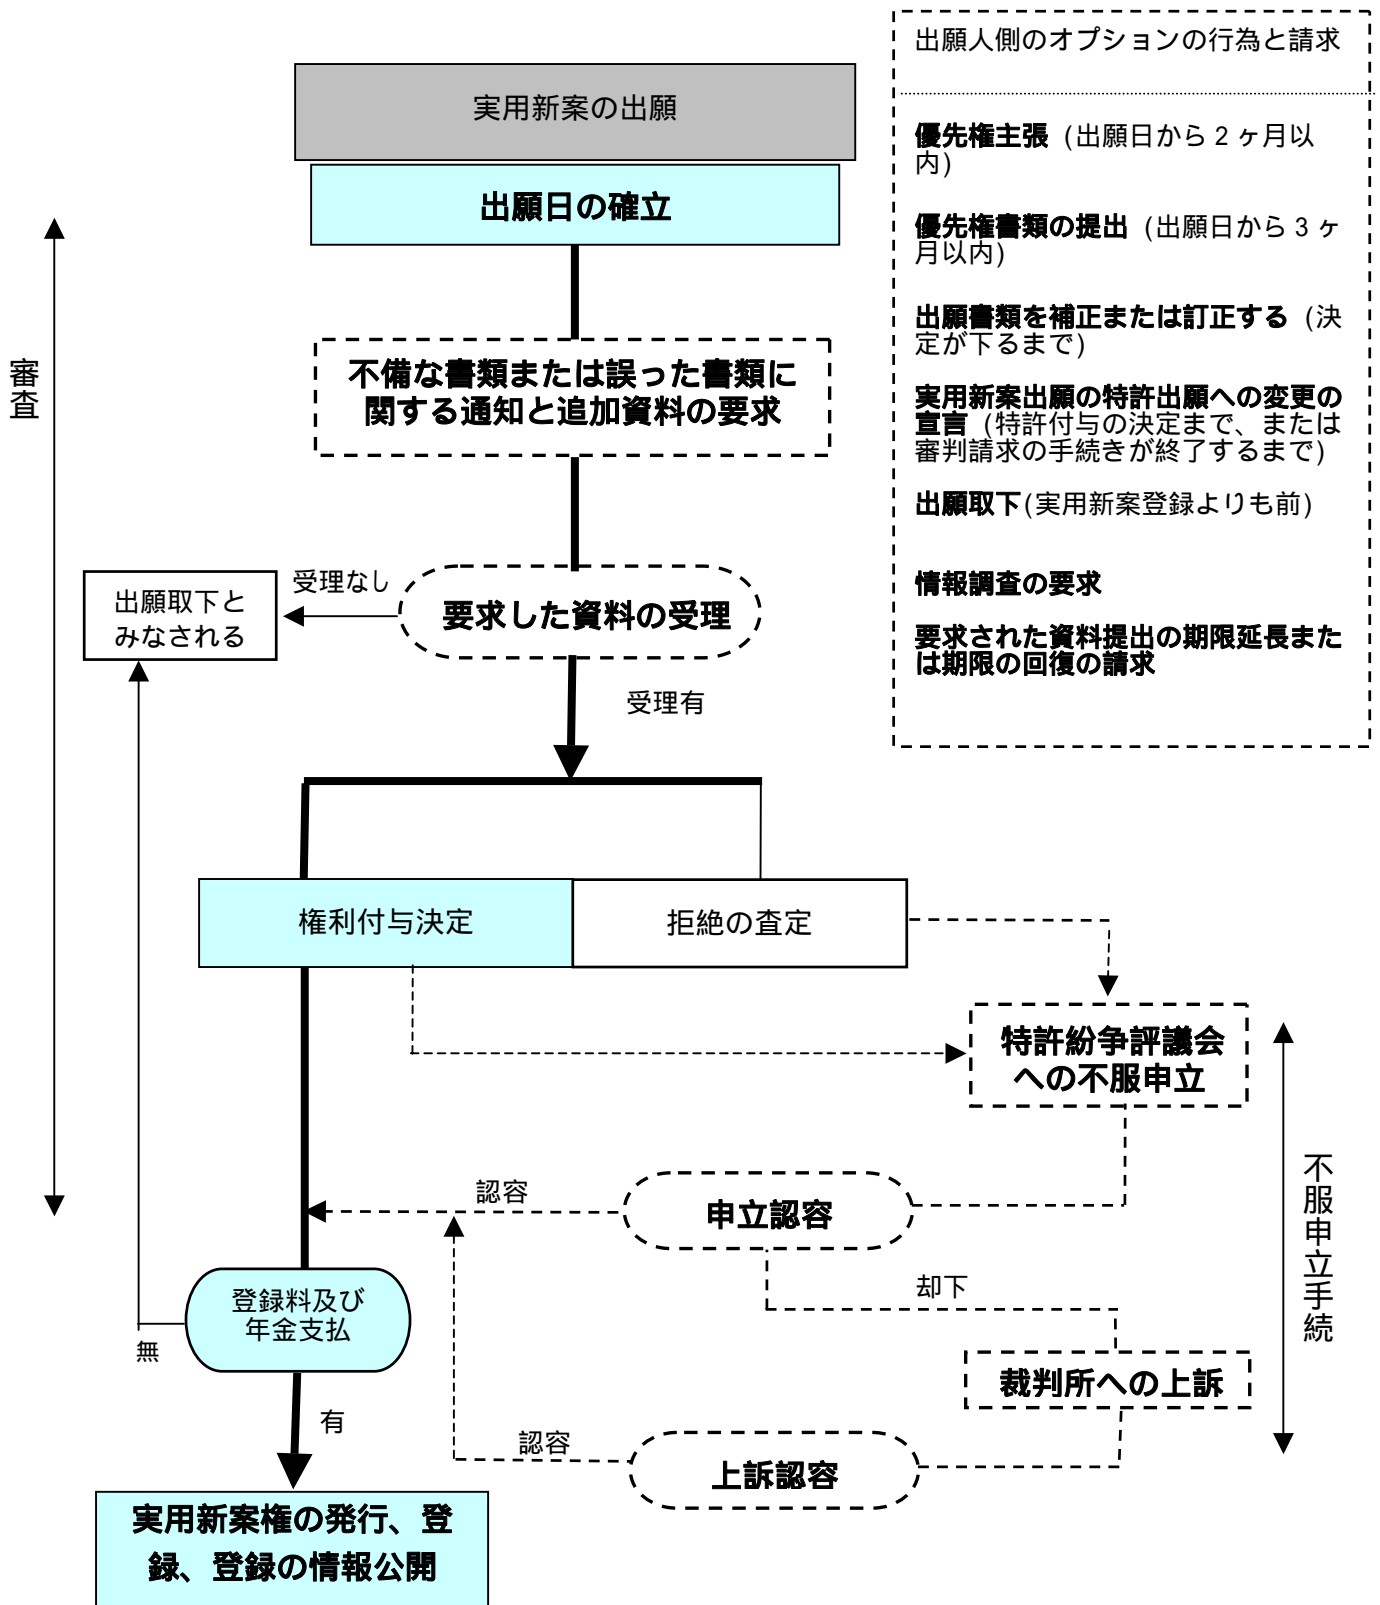 実用新案の出願
出願日の確立
審査
不備な書類または誤った書類に
関する通知と追加資料の要求
受理なし
出願取下と
みなされる
要求した資料の受理
受理有
権利付与決定
拒絶の査定
特許紛争評議会
への不服申立
認容
申立認容
却下
不服申立手続
登録料及び
年金支払
無
有
裁判所への上訴
認容
上訴認容
実用新案権の発行、登
録、登録の情報公開
出願人側のオプションの行為と請求
優先権主張 (出願日から 2 ヶ月以
内)
優先権書類の提出 (出願日から 3 ヶ
月以内)
出願書類を補正または訂正する (決
定が下るまで)
実用新案出願の特許出願への変更の
宣言 (特許付与の決定まで、または
審判請求の手続きが終了するまで)
出願取下(実用新案登録よりも前)
情報調査の要求
要求された資料提出の期限延長また
は期限の回復の請求